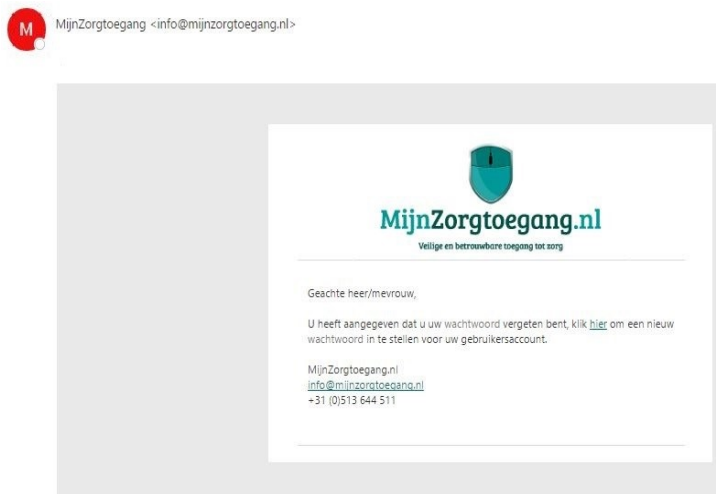 M
MijnZorgtoegang <info@mijnzorgtoegang.nl>
MijnZorgtoegang.nl
Veilige en betrouwbare toegang tot zorg
Geachte heer/mevrouw,
U heeft aangegeven dat u uw wachtwoord vergeten bent, klik hier om een nieuw
wachtwoord in te stellen voor uw gebruikersaccount.
MijnZorgtoegang.nl
info@mijnzorgtoegang.nl
+31 (0)513 644 511